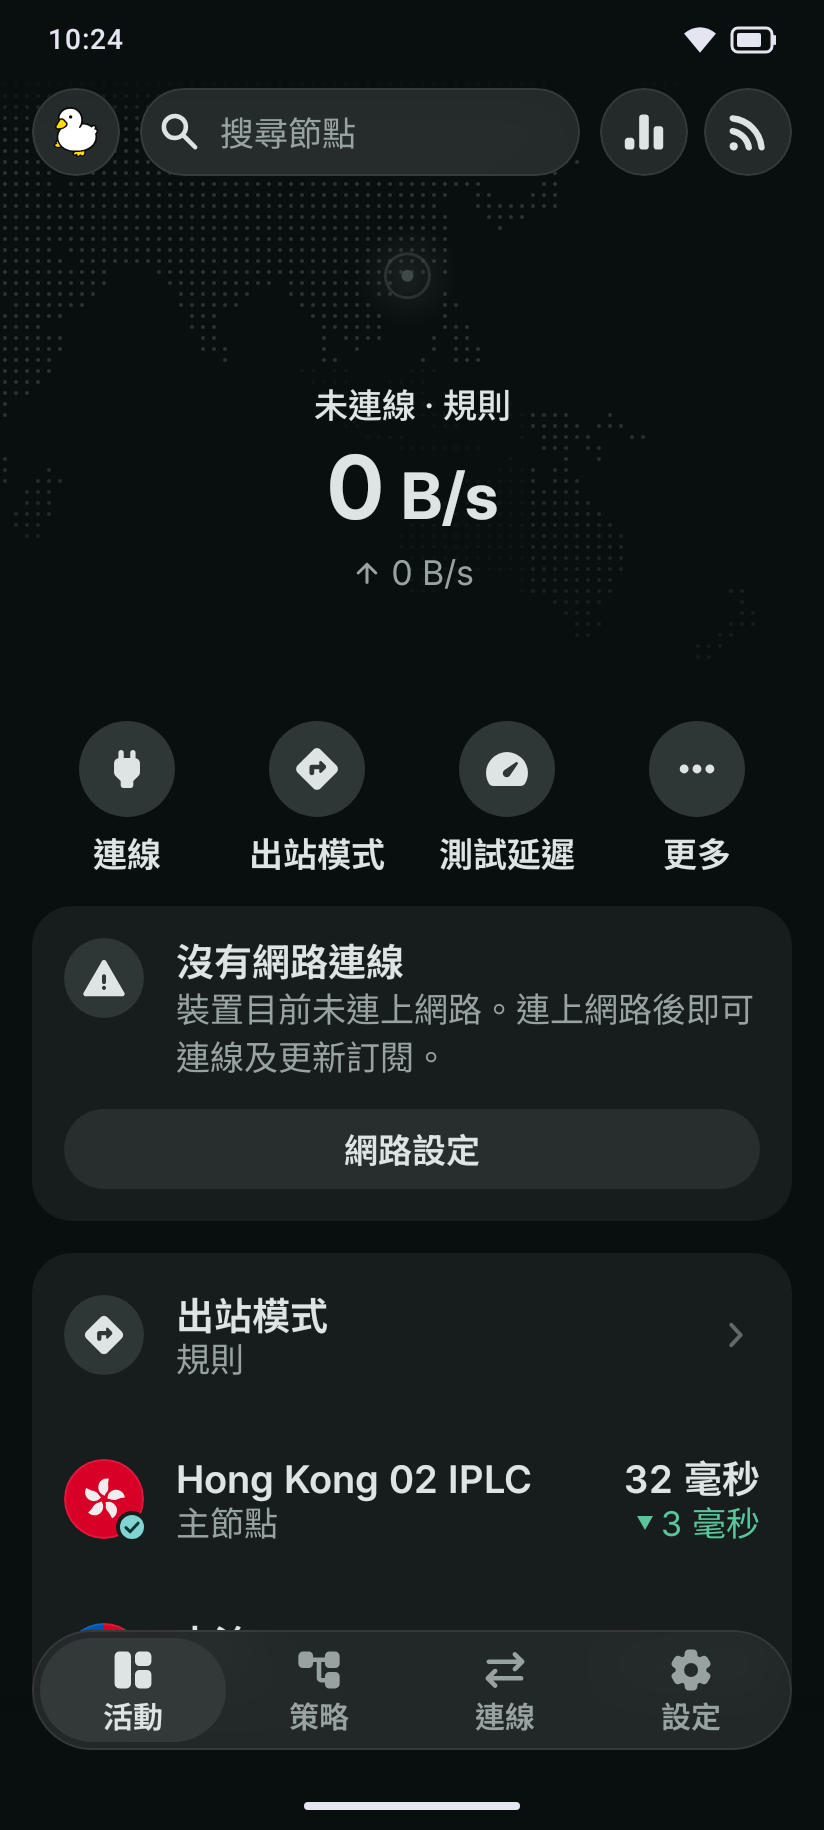 10:24
搜尋節點
未連線 · 規則
0 B/s
↑ 0 B/s
連線
出站模式
測試延遲
更多
沒有網路連線
裝置目前未連上網路。連上網路後即可
連線及更新訂閱。
網路設定
出站模式
規則
Hong Kong 02 IPLC
32 毫秒
主節點
▼3 毫秒
活動
策略
連線
設定